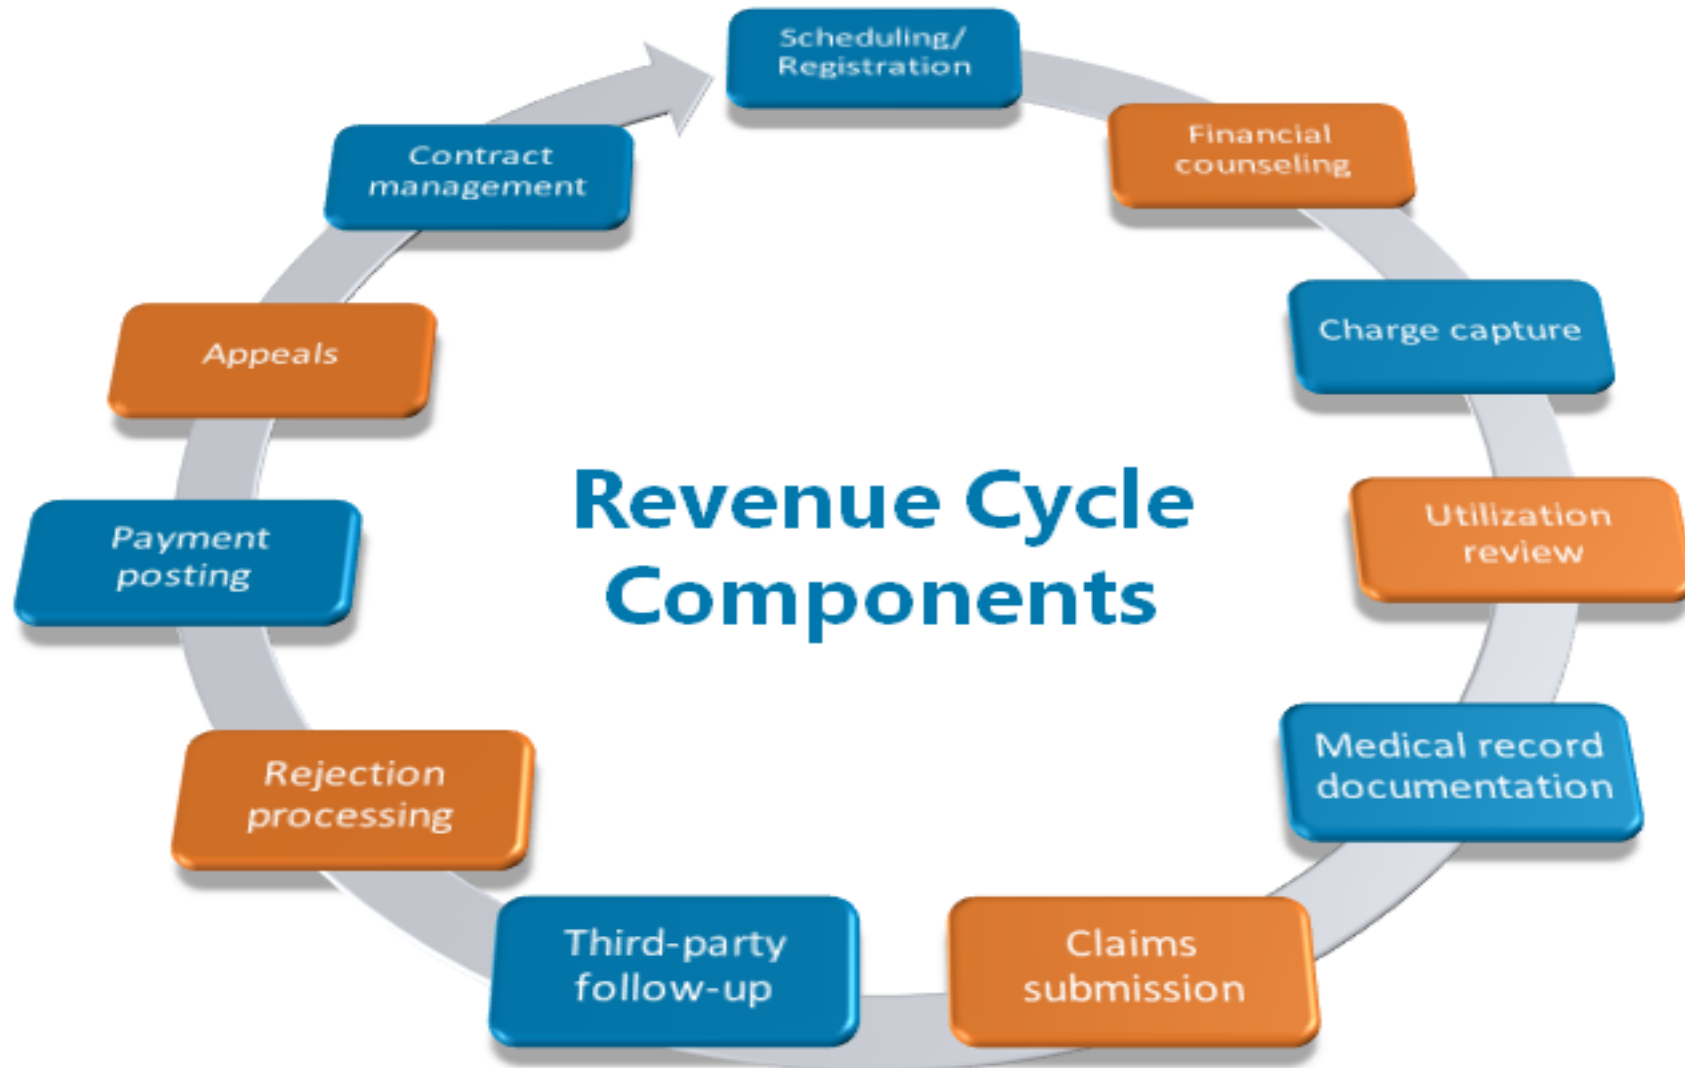 Scheduling/
Registration
Financial
counseling
Charge capture
Utilization
review
Medical record
documentation
Claims
submission
Third-party
follow-up
Rejection
processing
Payment
posting
Appeals
Contract
management
Revenue Cycle
Components